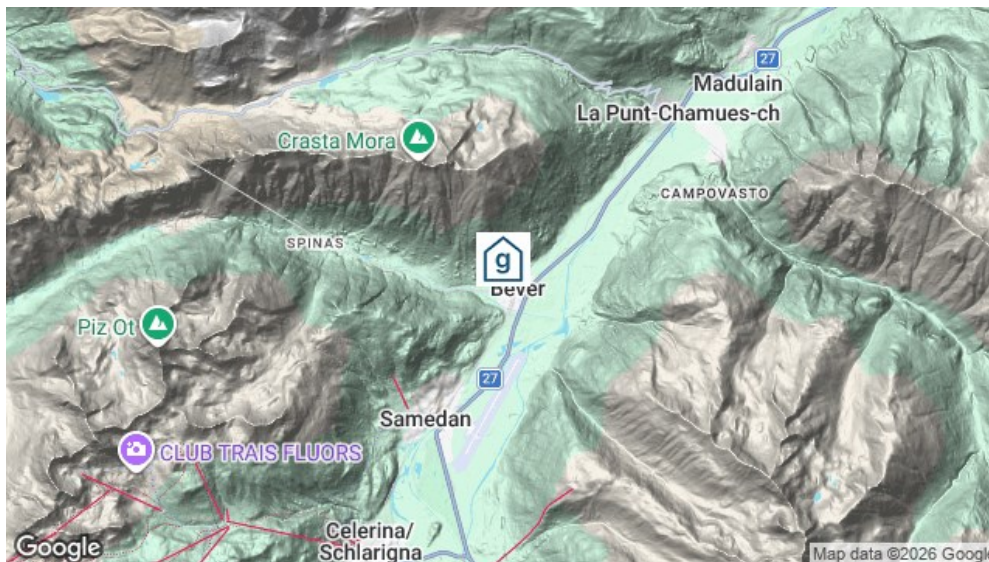 27
Madulain
La Punt-Chamues-ch
Crasta Mora
CAMPOVASTO
SPINAS
g
Bever
Piz Ot
27
Samedan
CLUB TRAIS FLUORS
Celerina/
Schlarigna
Google
Map data ©2026 Google